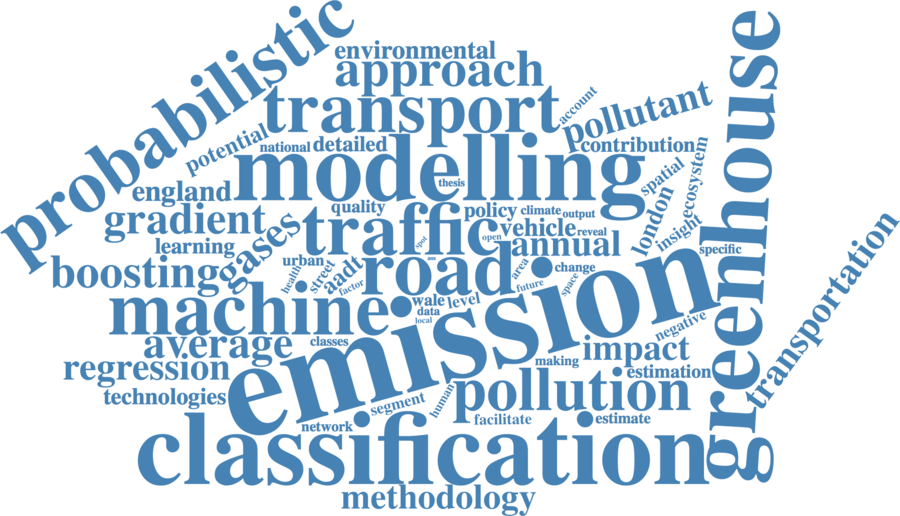 probabilistic
environmental
approach
greenhouse
transport
account
pollutant
potential
national
detailed
contribution
modelling
thesis
spatial
ecosystem
england
quality
policy
climate
output
london
gradient
gases
traffic
spot
open
vehicle
reveal
insight
learning
annual
specific
transportation
urban
boosting
health
street
aadt
factor
road
area
future
change
space
emission
machine
wale
level
data
local
negative
average
classes
impact
making
regression
estimation
technologies
segment
human
pollution
network
facilitate
estimate
classification
methodology